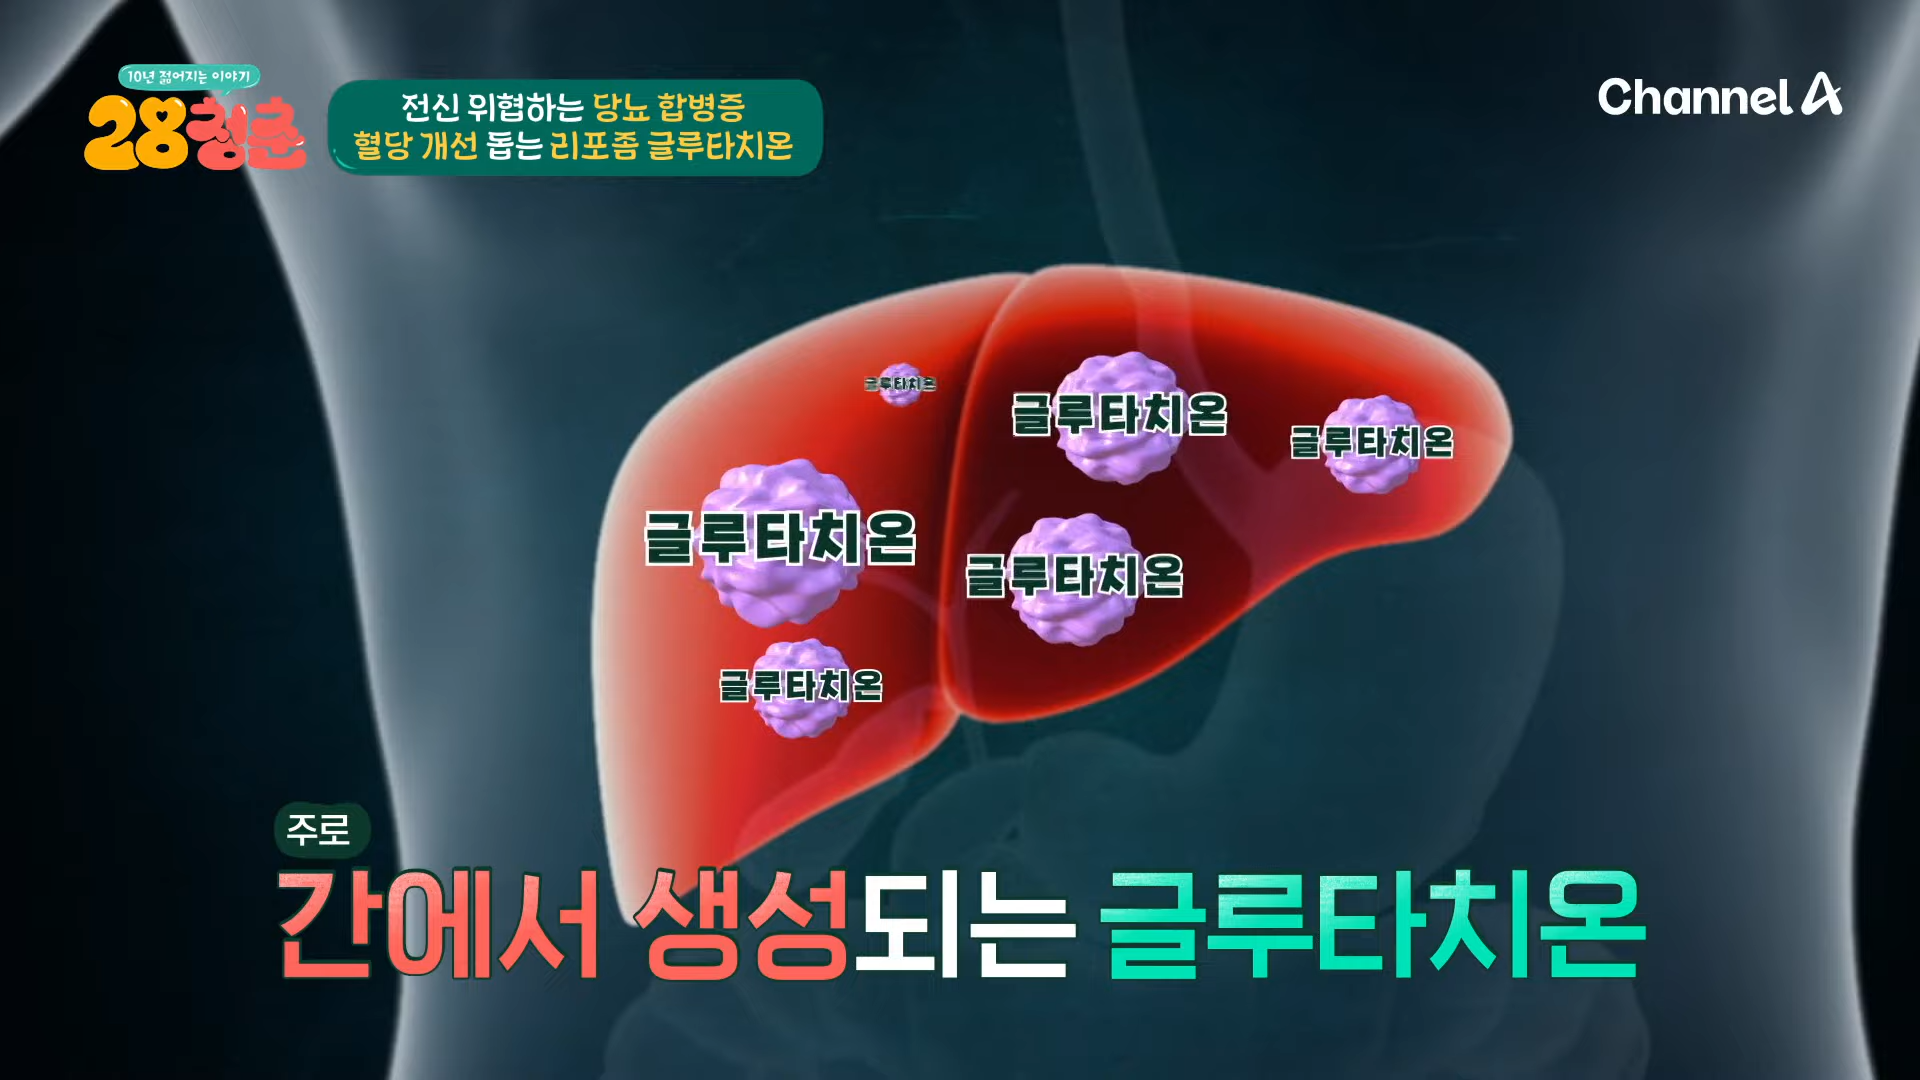 10년 젊어지는 이야기
28청춘
전신 위협하는 당뇨 합병증
혈당 개선 돕는 리포좀 글루타치온
Channel A
글루타치온
글루타치온
글루타치온
글루타치온
글루타치온
글루타치온
주로
간에서 생성되는 글루타치온